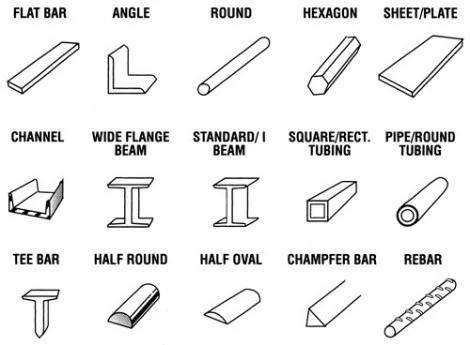 FLAT BAR
ANGLE
ROUND
HEXAGON
SHEET/PLATE
CHANNEL
WIDE FLANGE
BEAM
STANDARD/ I
BEAM
SQUARE/RECT.
TUBING
PIPE/ROUND
TUBING
TEE BAR
HALF ROUND
HALF OVAL
CHAMPFER BAR
REBAR